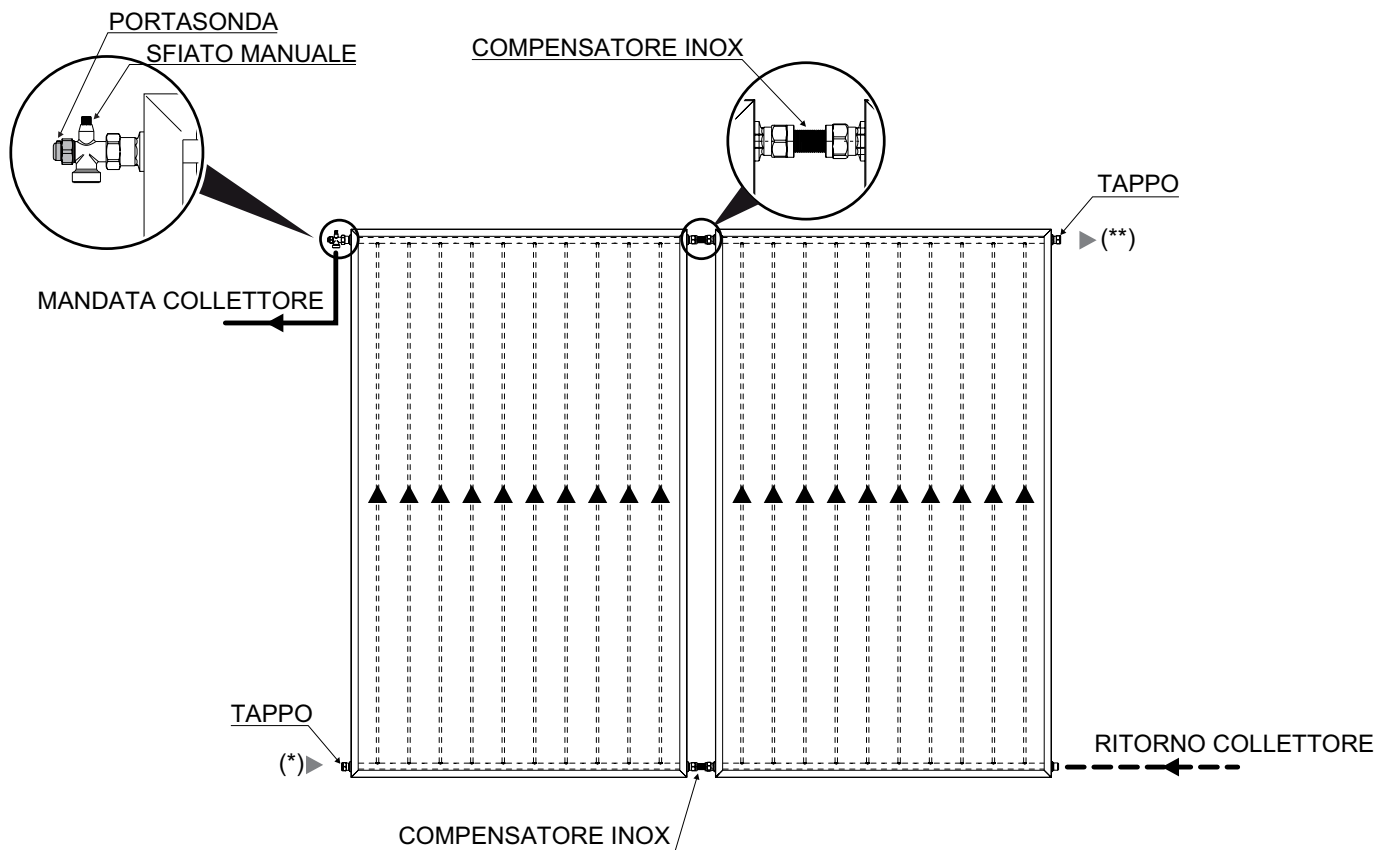 PORTASONDA
SFIATO MANUALE
COMPENSATORE INOX
TAPPO
(**)
MANDATA COLLETTORE
TAPPO
(*)
RITORNO COLLETTORE
COMPENSATORE INOX